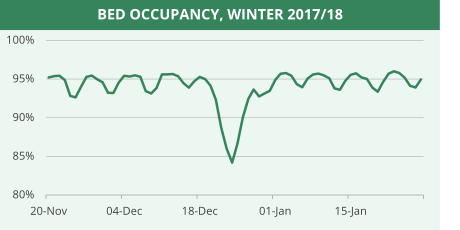 BED OCCUPANCY, WINTER 2017/18
100%
95%
90%
85%
80%
20-Nov 04-Dec 18-Dec 01-Jan 15-Jan